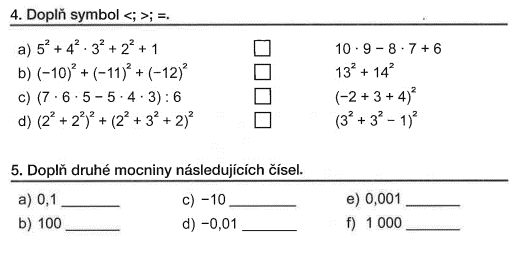 4. Doplň symbol <; >; =.
a) 5² + 4² · 3² + 2² + 1 □ 10 · 9 – 8 · 7 + 6
b) (–10)² + (–11)² + (–12)² □ 13² + 14²
c) (7 · 6 · 5 – 5 · 4 · 3) : 6 □ (–2 + 3 + 4)²
d) (2² + 2²)² + (2² + 3² + 2)² □ (3² + 3² – 1)²
5. Doplň druhé mocniny následujících čísel.
a) 0,1 ________ c) –10 ________ e) 0,001 ________
b) 100 ________ d) –0,01 ________ f) 1 000 ________